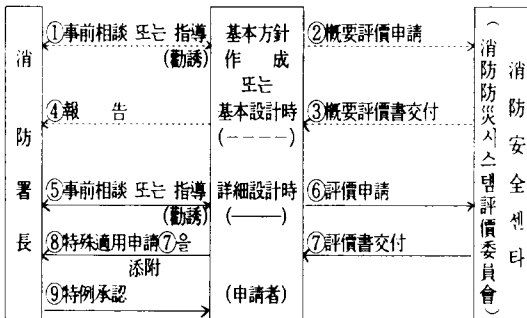 消防署長
①事前相談 또는 指導
(勸誘)
④報 告
⑤事前相談 또는 指導
(勸誘)
⑧特殊適用申請⑦을
添附
⑨特例承認
基本方針
作 成
또는
基本設計時
(----)
詳細設計時
(――)
(申請者)
②槪要評價申請
③槪要評價書交付
⑥評價申請
⑦評價書交付
(消防防災시스템評價委員會)
消防安全센타